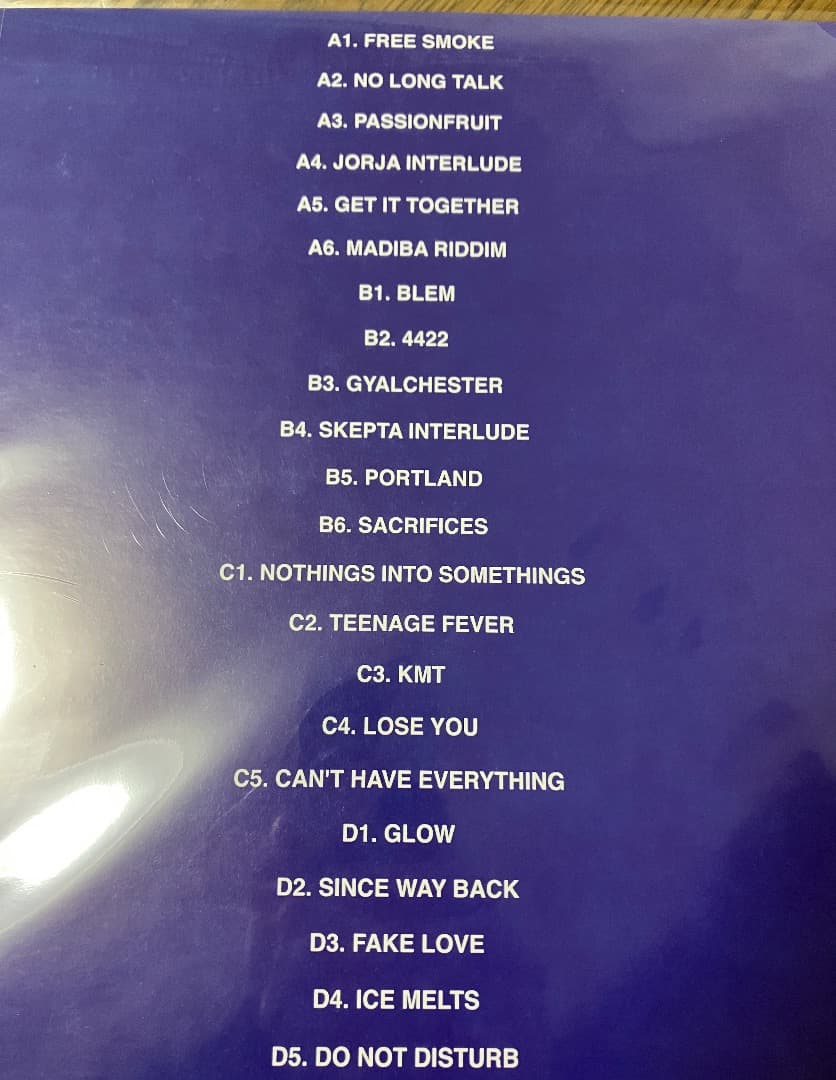 A1. FREE SMOKE
A2. NO LONG TALK
A3. PASSIONFRUIT
A4. JORJA INTERLUDE
A5. GET IT TOGETHER
A6. MADIBA RIDDIM
B1. BLEM
B2. 4422
B3. GYALCHESTER
B4. SKEPTA INTERLUDE
B5. PORTLAND
B6. SACRIFICES
C1. NOTHINGS INTO SOMETHINGS
C2. TEENAGE FEVER
C3. KMT
C4. LOSE YOU
C5. CAN'T HAVE EVERYTHING
D1. GLOW
D2. SINCE WAY BACK
D3. FAKE LOVE
D4. ICE MELTS
D5. DO NOT DISTURB